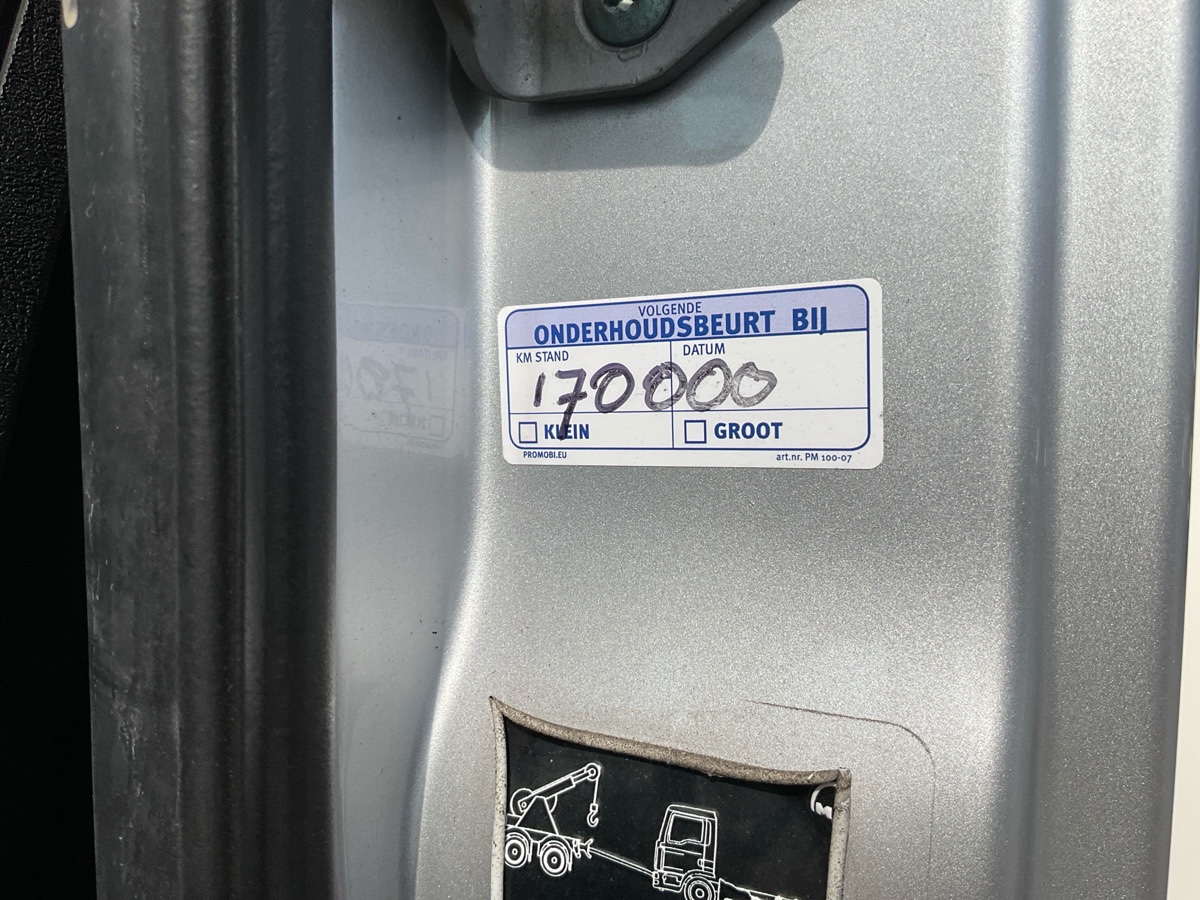 VOLGENDE
ONDERHOUDSBEURT BIJ
KM STAND DATUM
170000
KLEIN GROOT
PROMOBI.EU art.nr. PM 100-07